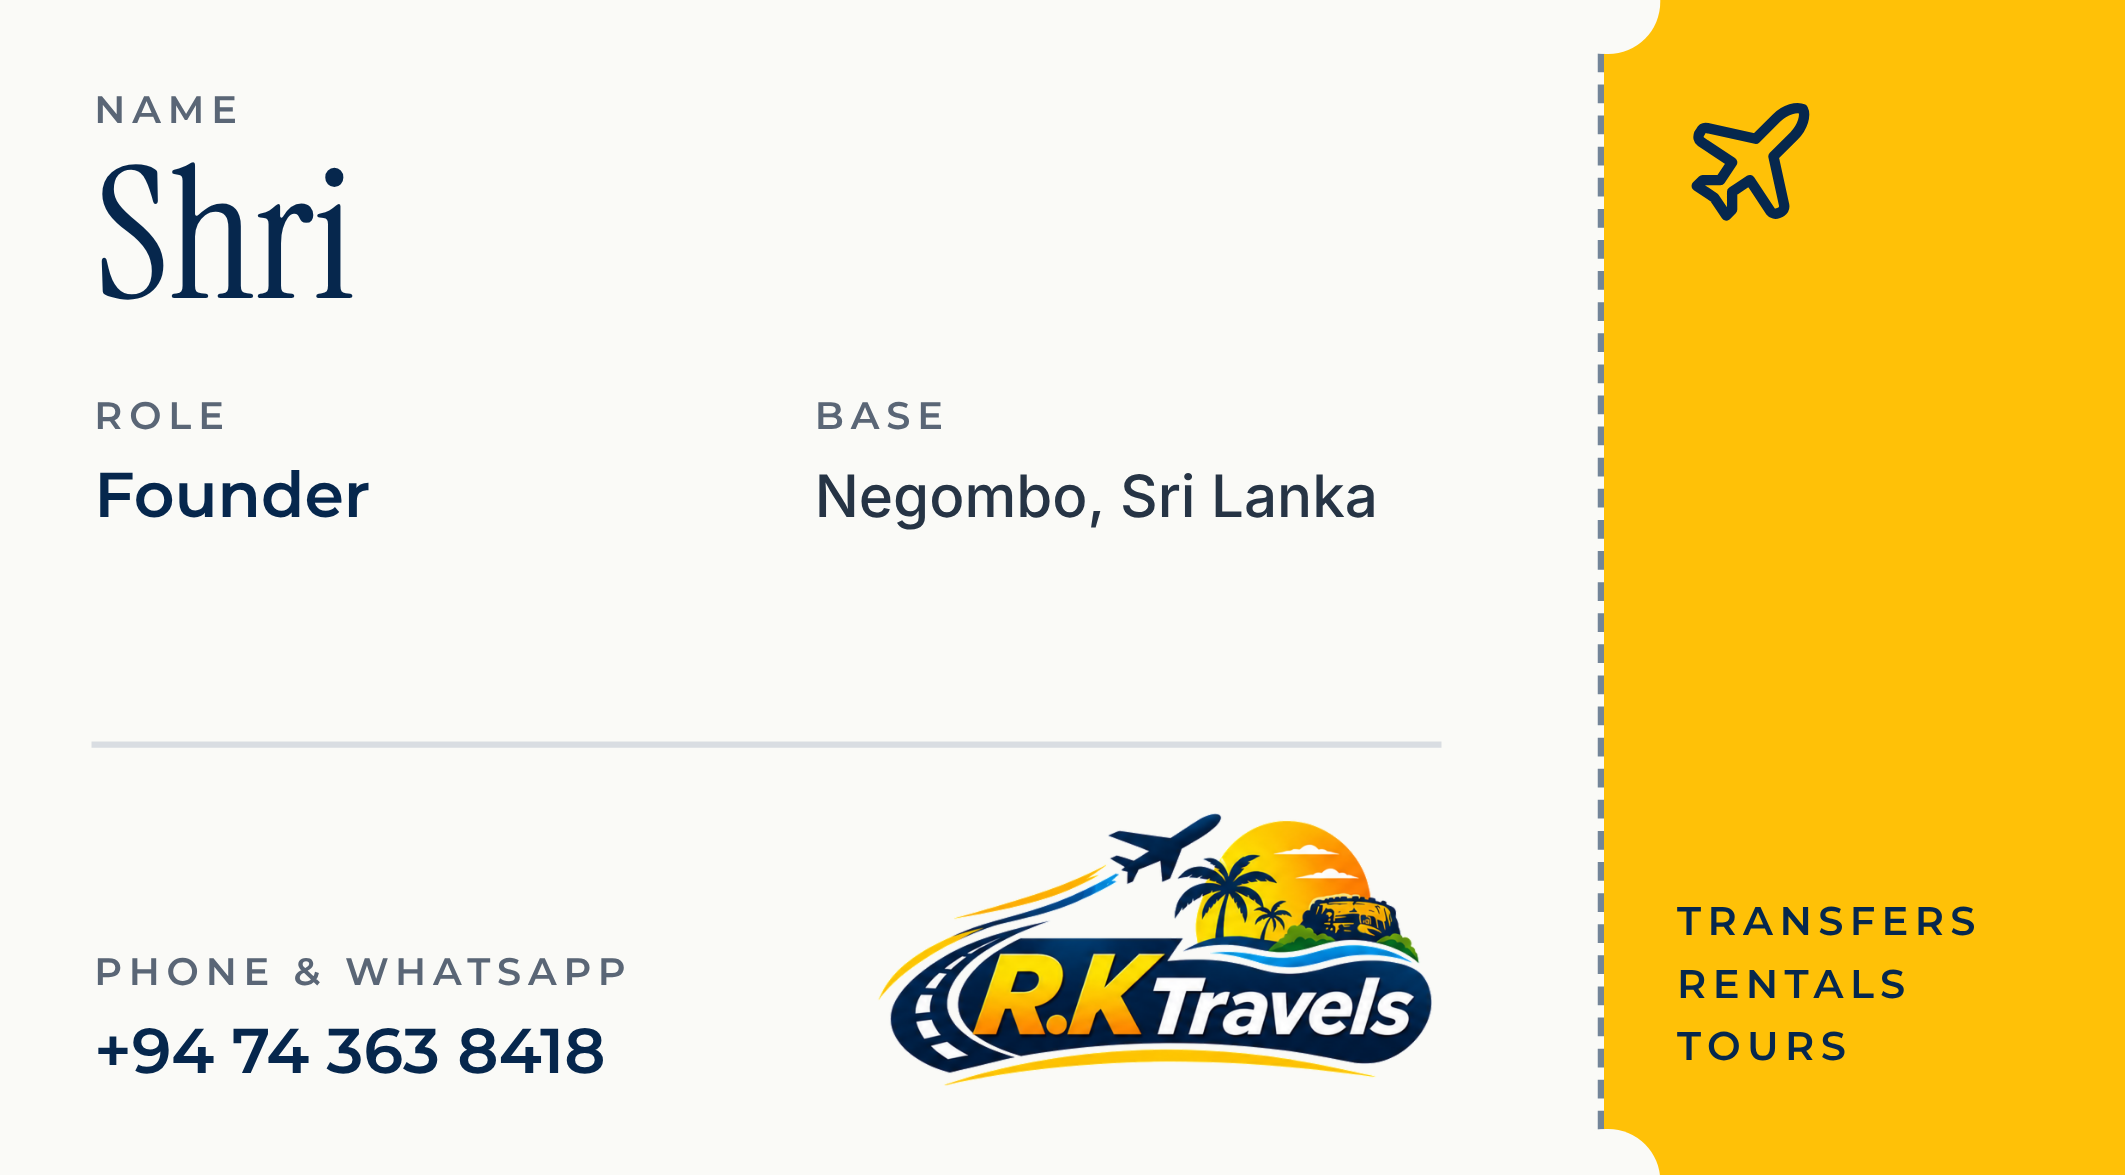 NAME
Shri
ROLE
Founder
BASE
Negombo, Sri Lanka
PHONE & WHATSAPP
+94 74 363 8418
R.K Travels
TRANSFERS
RENTALS
TOURS